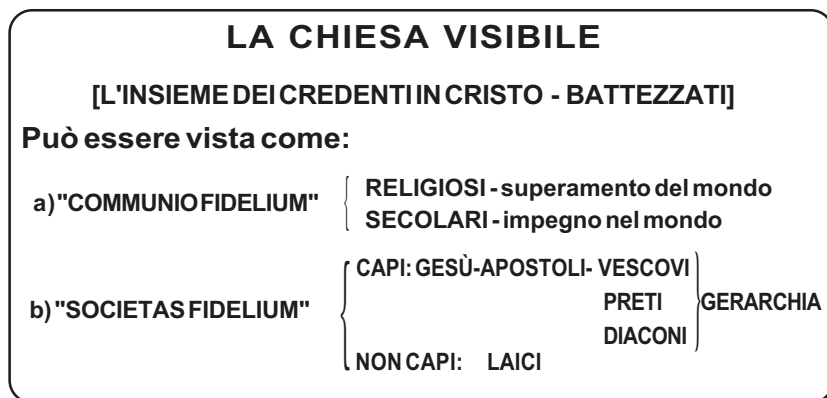 LA CHIESA VISIBILE
[L'INSIEME DEI CREDENTI IN CRISTO - BATTEZZATI]
Può essere vista come:
a) "COMMUNIO FIDELIUM"
RELIGIOSI - superamento del mondo
SECOLARI - impegno nel mondo
b) "SOCIETAS FIDELIUM"
CAPI: GESÙ-APOSTOLI- VESCOVI
PRETI
DIACONI
GERARCHIA
NON CAPI: LAICI